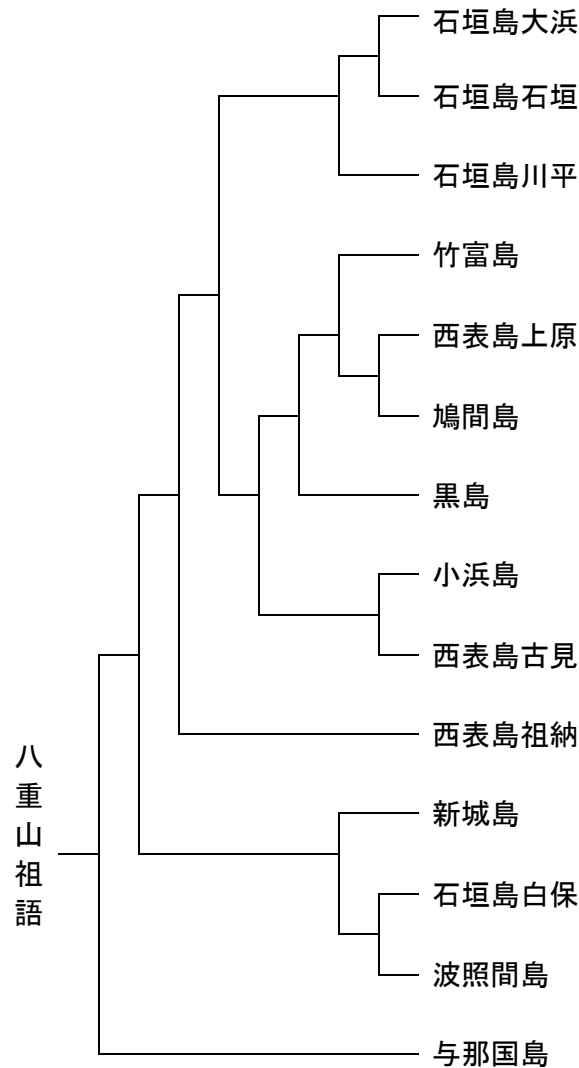 石垣島大浜
石垣島石垣
石垣島川平
竹富島
西表島上原
鳩間島
黒島
小浜島
西表島古見
西表島祖納
新城島
石垣島白保
波照間島
与那国島
八重山祖語